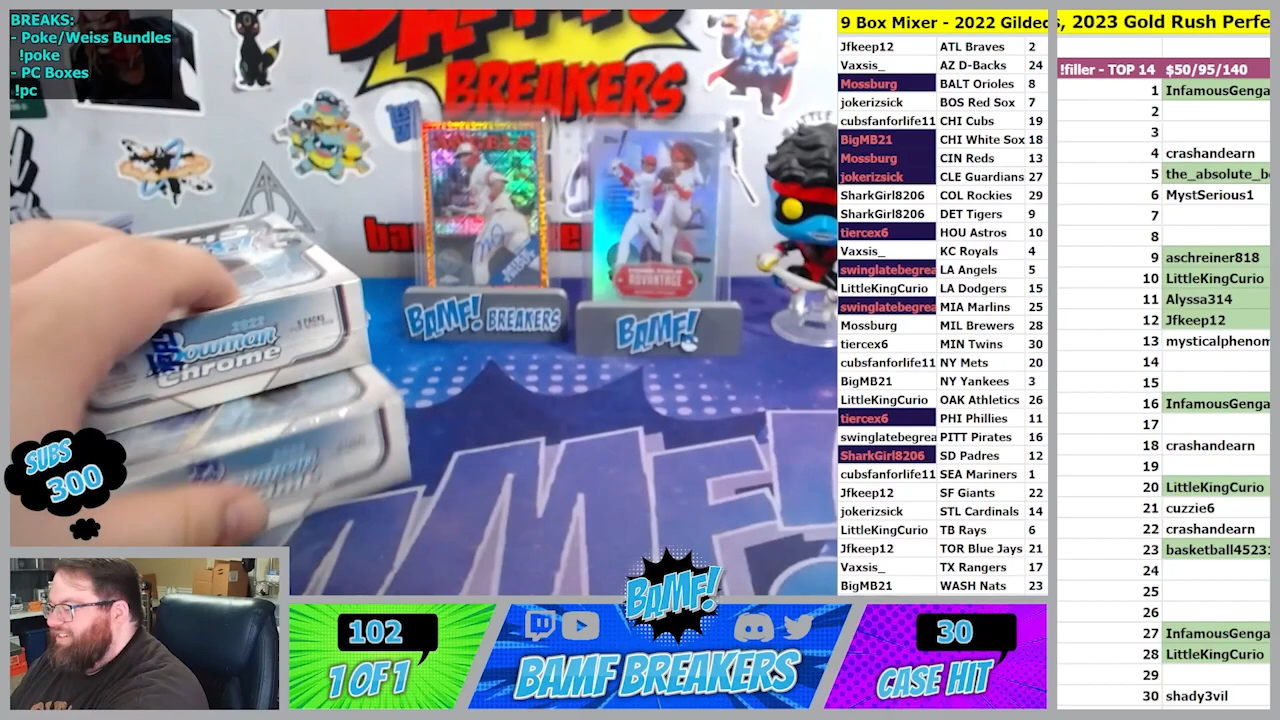 BREAKS:
- Poke/Weiss Bundles
!poke
- PC Boxes
!pc
BREAKERS
Bowman
Chrome
BAMF! BREAKERS
ADVANTAGE
BAMF!
SUBS
300
9 Box Mixer - 2022 Gilded
Jfkeep12 ATL Braves 2
Vaxsis_ AZ D-Backs 24
Mossburg BALT Orioles 8
jokerizsick BOS Red Sox 7
cubsfanforlife11 CHI Cubs 19
BigMB21 CHI White Sox 18
Mossburg CIN Reds 13
jokerizsick CLE Guardians 27
SharkGirl8206 COL Rockies 29
SharkGirl8206 DET Tigers 9
tiercex6 HOU Astros 10
Vaxsis_ KC Royals 4
swinglatebegrea LA Angels 5
LittleKingCurio LA Dodgers 15
swinglatebegrea MIA Marlins 25
Mossburg MIL Brewers 28
tiercex6 MIN Twins 30
cubsfanforlife11 NY Mets 20
BigMB21 NY Yankees 3
LittleKingCurio OAK Athletics 26
tiercex6 PHI Phillies 11
swinglatebegrea PITT Pirates 16
SharkGirl8206 SD Padres 12
cubsfanforlife11 SEA Mariners 1
Jfkeep12 SF Giants 22
jokerizsick STL Cardinals 14
LittleKingCurio TB Rays 6
Jfkeep12 TOR Blue Jays 21
Vaxsis_ TX Rangers 17
BigMB21 WASH Nats 23
s, 2023 Gold Rush Perfe
!filler - TOP 14 $50/95/140
1 InfamousGenga
2
3
4 crashandearn
5 the_absolute_b
6 MystSerious1
7
8
9 aschreiner818
10 LittleKingCurio
11 Alyssa314
12 Jfkeep12
13 mysticalphenom
14
15
16 InfamousGenga
17
18 crashandearn
19
20 LittleKingCurio
21 cuzzie6
22 crashandearn
23 basketball4523
24
25
26
27 InfamousGenga
28 LittleKingCurio
29
30 shady3vil
102
1 OF 1
BAMF!
BAMF BREAKERS
30
CASE HIT